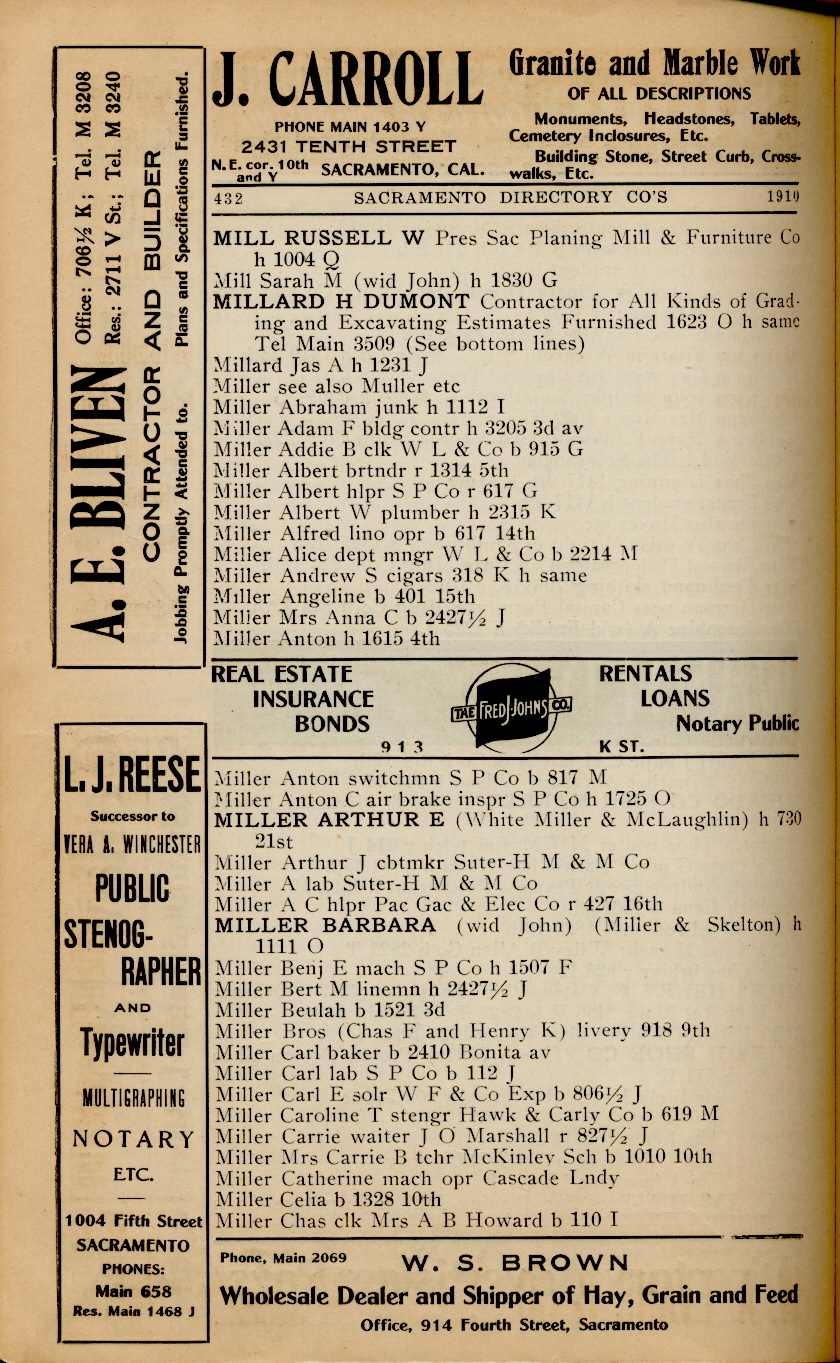 J. CARROLL
PHONE MAIN 1403 Y
2431 TENTH STREET
N. E. cor. 10th and Y SACRAMENTO, CAL.
Granite and Marble Work
OF ALL DESCRIPTIONS
Monuments, Headstones, Tablets,
Cemetery Inclosures, Etc.
Building Stone, Street Curb, Cross-
walks, Etc.
A. E. BLIVEN
Office: 706½ K; Tel. M 3208
Res.: 2711 V St.; Tel. M 3240
CONTRACTOR AND BUILDER
Jobbing Promptly Attended to. Plans and Specifications Furnished.
432 SACRAMENTO DIRECTORY CO'S 1910
MILL RUSSELL W Pres Sac Planing Mill & Furniture Co
h 1004 Q
Mill Sarah M (wid John) h 1830 G
MILLARD H DUMONT Contractor for All Kinds of Grad-
ing and Excavating Estimates Furnished 1623 O h same
Tel Main 3509 (See bottom lines)
Millard Jas A h 1231 J
Miller see also Muller etc
Miller Abraham junk h 1112 I
Miller Adam F bldg contr h 3205 3d av
Miller Addie B clk W L & Co b 915 G
Miller Albert brtndr r 1314 5th
Miller Albert hlpr S P Co r 617 G
Miller Albert W plumber h 2315 K
Miller Alfred lino opr b 617 14th
Miller Alice dept mngr W L & Co b 2214 M
Miller Andrew S cigars 318 K h same
Miller Angeline b 401 15th
Miller Mrs Anna C b 2427½ J
Miller Anton h 1615 4th
REAL ESTATE
INSURANCE
BONDS
913
THE FRED J. JOHNS CO.
RENTALS
LOANS
Notary Public
K ST.
L. J. REESE
Successor to
VERA A. WINCHESTER
PUBLIC
STENOG-
RAPHER
AND
Typewriter
MULTIGRAPHING
NOTARY
ETC.
1004 Fifth Street
SACRAMENTO
PHONES:
Main 658
Res. Main 1468 J
Miller Anton switchmn S P Co b 817 M
Miller Anton C air brake inspr S P Co h 1725 O
MILLER ARTHUR E (White Miller & McLaughlin) h 730
21st
Miller Arthur J cbtmkr Suter-H M & M Co
Miller A lab Suter-H M & M Co
Miller A C hlpr Pac Gac & Elec Co r 427 16th
MILLER BARBARA (wid John) (Miller & Skelton) h
1111 O
Miller Benj E mach S P Co h 1507 F
Miller Bert M linemn h 2427½ J
Miller Beulah b 1521 3d
Miller Bros (Chas F and Henry K) livery 918 9th
Miller Carl baker b 2410 Bonita av
Miller Carl lab S P Co b 112 J
Miller Carl E solr W F & Co Exp b 806½ J
Miller Caroline T stengr Hawk & Carly Co b 619 M
Miller Carrie waiter J O Marshall r 827½ J
Miller Mrs Carrie B tchr McKinley Sch b 1010 10th
Miller Catherine mach opr Cascade Lndy
Miller Celia b 1328 10th
Miller Chas clk Mrs A B Howard b 110 I
Phone, Main 2069 W. S. BROWN
Wholesale Dealer and Shipper of Hay, Grain and Feed
Office, 914 Fourth Street, Sacramento